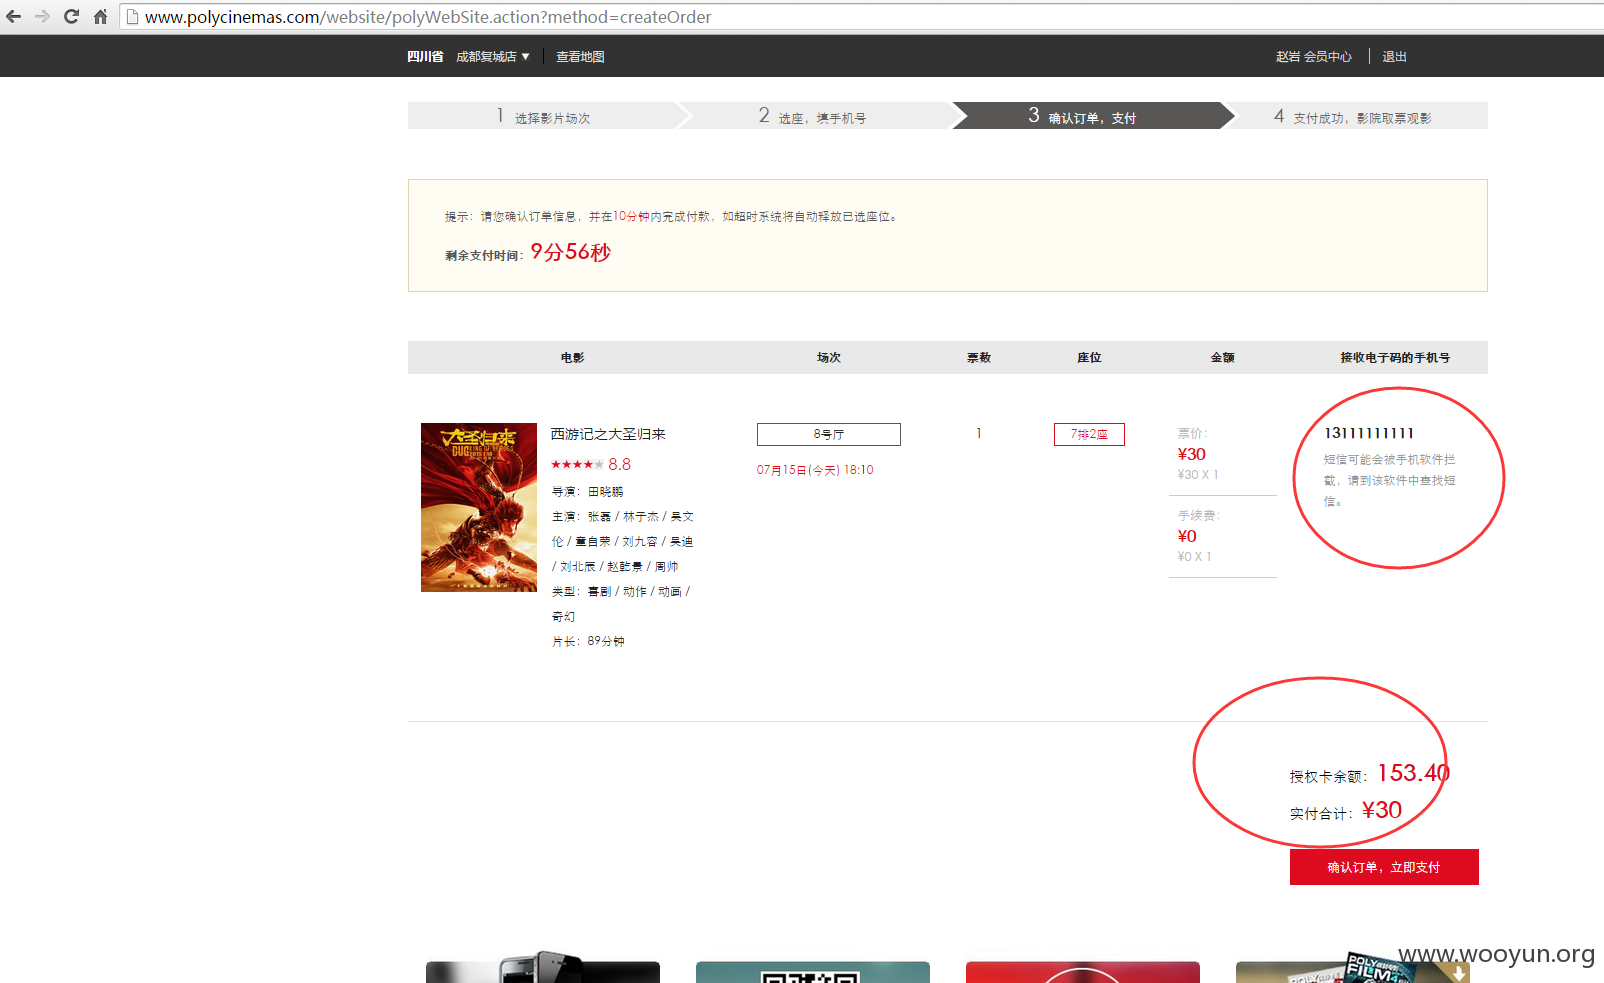 www.polycinemas.com/website/polyWebSite.action?method=createOrder
四川省 成都复城店 ▼ 查看地图 赵岩 会员中心 退出
1 选择影片场次 2 选座，填手机号 3 确认订单，支付 4 支付成功，影院取票观影
提示：请您确认订单信息，并在10分钟内完成付款，如超时系统将自动释放已选座位。
剩余支付时间：9分56秒
电影 场次 票数 座位 金额 接收电子码的手机号
大圣归来
西游记之大圣归来
★★★★★ 8.8
导演：田晓鹏
主演：张磊 / 林子杰 / 吴文
伦 / 童自荣 / 刘九容 / 吴迪
/ 刘北辰 / 赵乾景 / 周帅
类型：喜剧 / 动作 / 动画 /
奇幻
片长：89分钟
8号厅
07月15日(今天) 18:10
1
7排2座
票价：
¥30
¥30 X 1
手续费：
¥0
¥0 X 1
13111111111
短信可能会被手机软件拦
截，请到该软件中查找短
信。
授权卡余额：153.40
实付合计：¥30
确认订单，立即支付
www.wooyun.org